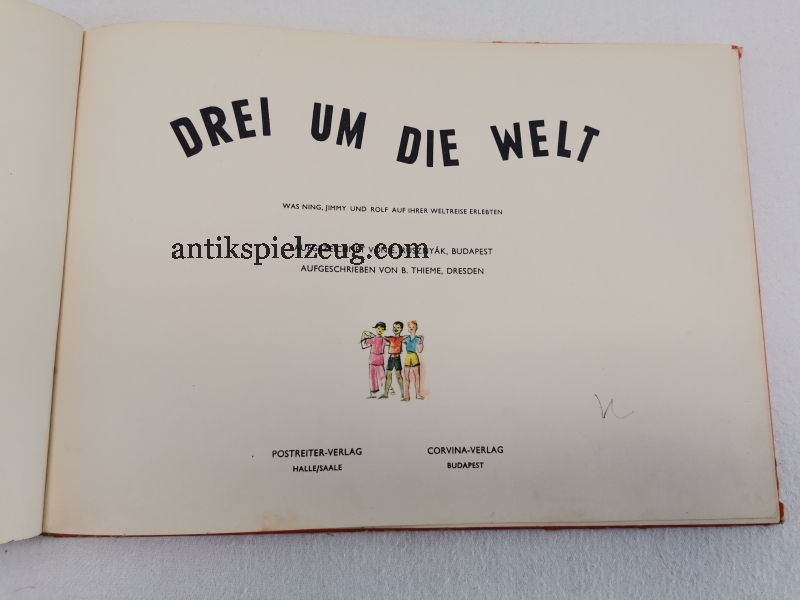 DREI UM DIE WELT
WAS NING, JIMMY UND ROLF AUF IHRER WELTREISE ERLEBTEN
VON E. BUDAPEST
antikspielzeug.com
AUFGESCHRIEBEN VON B. THIEME, DRESDEN
POSTREITER-VERLAG
HALLE/SAALE
CORVINA-VERLAG
BUDAPEST